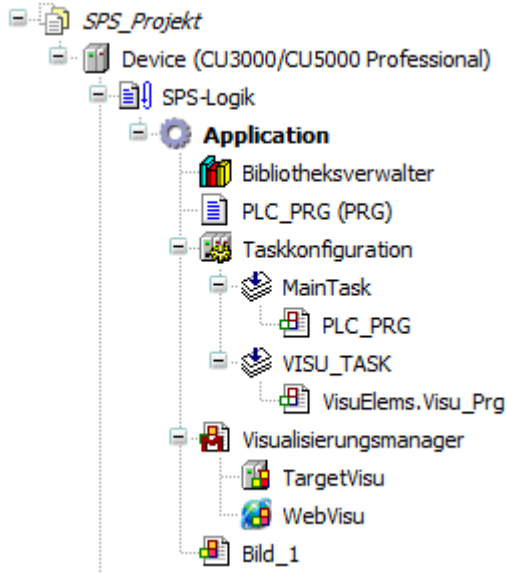 SPS_Projekt
Device (CU3000/CU5000 Professional)
SPS-Logik
Application
Bibliotheksverwalter
PLC_PRG (PRG)
Taskkonfiguration
MainTask
PLC_PRG
VISU_TASK
VisuElems.Visu_Prg
Visualisierungsmanager
TargetVisu
WebVisu
Bild_1